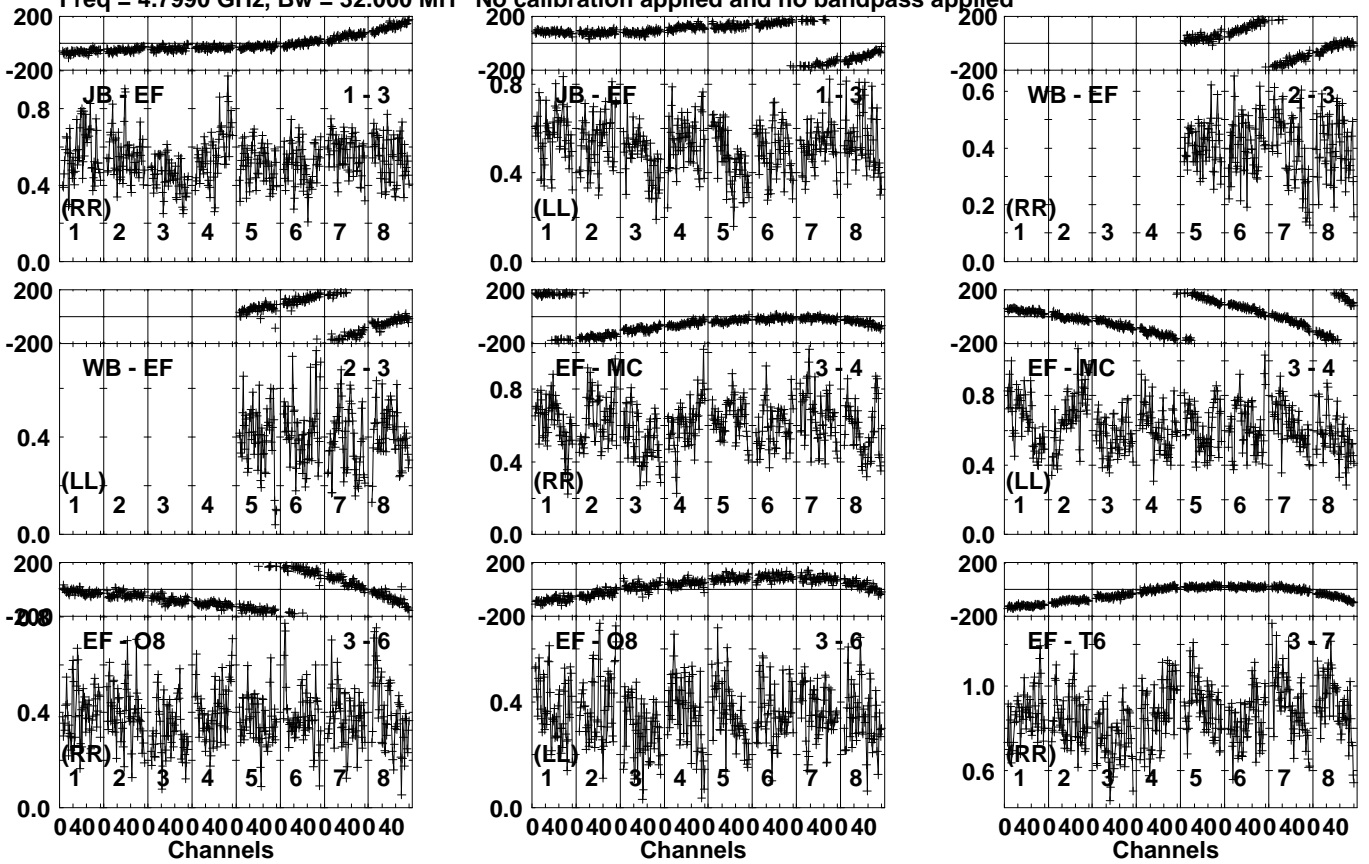 Freq = 4.7990 GHz, Bw = 32.000 MH No calibration applied and no bandpass applied
200 200 200
-200 -200 -200
JB - EF 1 - 3 JB - EF 1 - 3 WB - EF 2 - 3
0.8 0.8 0.6
0.4 0.4 0.4
(RR) (LL) 0.2 (RR)
1 2 3 4 5 6 7 8 1 2 3 4 5 6 7 8 1 2 3 4 5 6 7 8
0.0 0.0 0.0
200 200 200
-200 -200 -200
WB - EF 2 - 3 EF - MC 3 - 4 EF - MC 3 - 4
0.8 0.8
0.4 0.4 0.4
(LL) (RR) (LL)
1 2 3 4 5 6 7 8 1 2 3 4 5 6 7 8 1 2 3 4 5 6 7 8
0.0 0.0 0.0
200 200 200
-200 -200 -200
0.8
EF - O8 3 - 6 EF - O8 3 - 6 EF - T6 3 - 7
0.4 0.4 1.0
(RR) (LL) (RR)
1 2 3 4 5 6 7 8 1 2 3 4 5 6 7 8 0.6 1 2 3 4 5 6 7 8
0.0 0.0
0 40 0 40 0 40 0 40 0 40 0 40 0 40 0 40 0 40 0 40 0 40 0 40 0 40 0 40 0 40 0 40 0 40 0 40 0 40 0 40 0 40 0 40 0 40 0 40
Channels Channels Channels